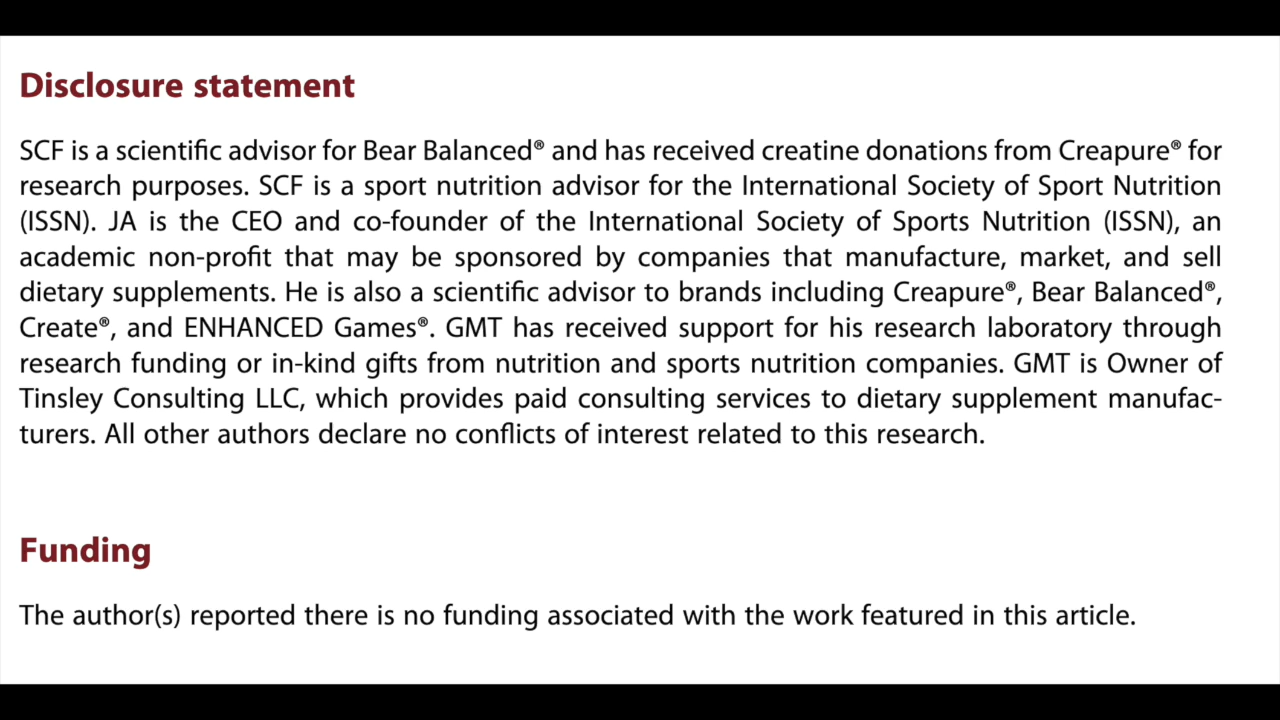 Disclosure statement
SCF is a scientific advisor for Bear Balanced® and has received creatine donations from Creapure® for
research purposes. SCF is a sport nutrition advisor for the International Society of Sport Nutrition
(ISSN). JA is the CEO and co-founder of the International Society of Sports Nutrition (ISSN), an
academic non-profit that may be sponsored by companies that manufacture, market, and sell
dietary supplements. He is also a scientific advisor to brands including Creapure®, Bear Balanced®,
Create®, and ENHANCED Games®. GMT has received support for his research laboratory through
research funding or in-kind gifts from nutrition and sports nutrition companies. GMT is Owner of
Tinsley Consulting LLC, which provides paid consulting services to dietary supplement manufac-
turers. All other authors declare no conflicts of interest related to this research.
Funding
The author(s) reported there is no funding associated with the work featured in this article.